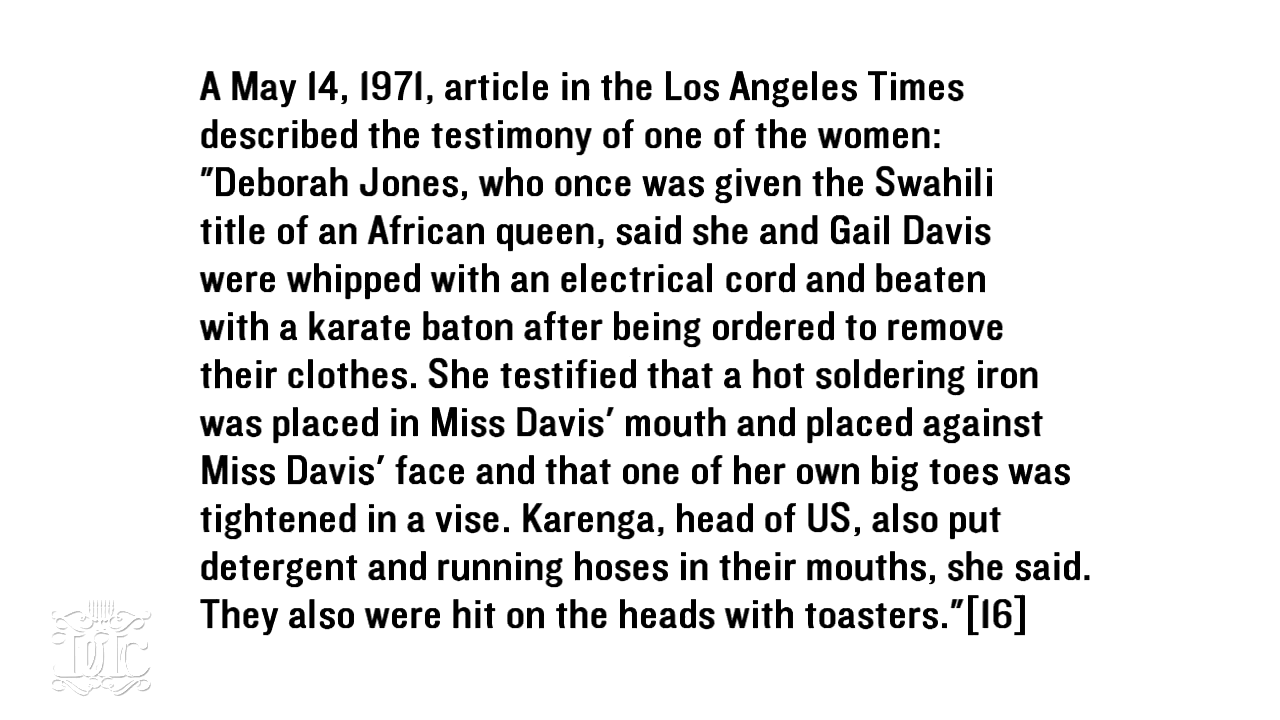 A May 14, 1971, article in the Los Angeles Times
described the testimony of one of the women:
"Deborah Jones, who once was given the Swahili
title of an African queen, said she and Gail Davis
were whipped with an electrical cord and beaten
with a karate baton after being ordered to remove
their clothes. She testified that a hot soldering iron
was placed in Miss Davis' mouth and placed against
Miss Davis' face and that one of her own big toes was
tightened in a vise. Karenga, head of US, also put
detergent and running hoses in their mouths, she said.
They also were hit on the heads with toasters."[16]